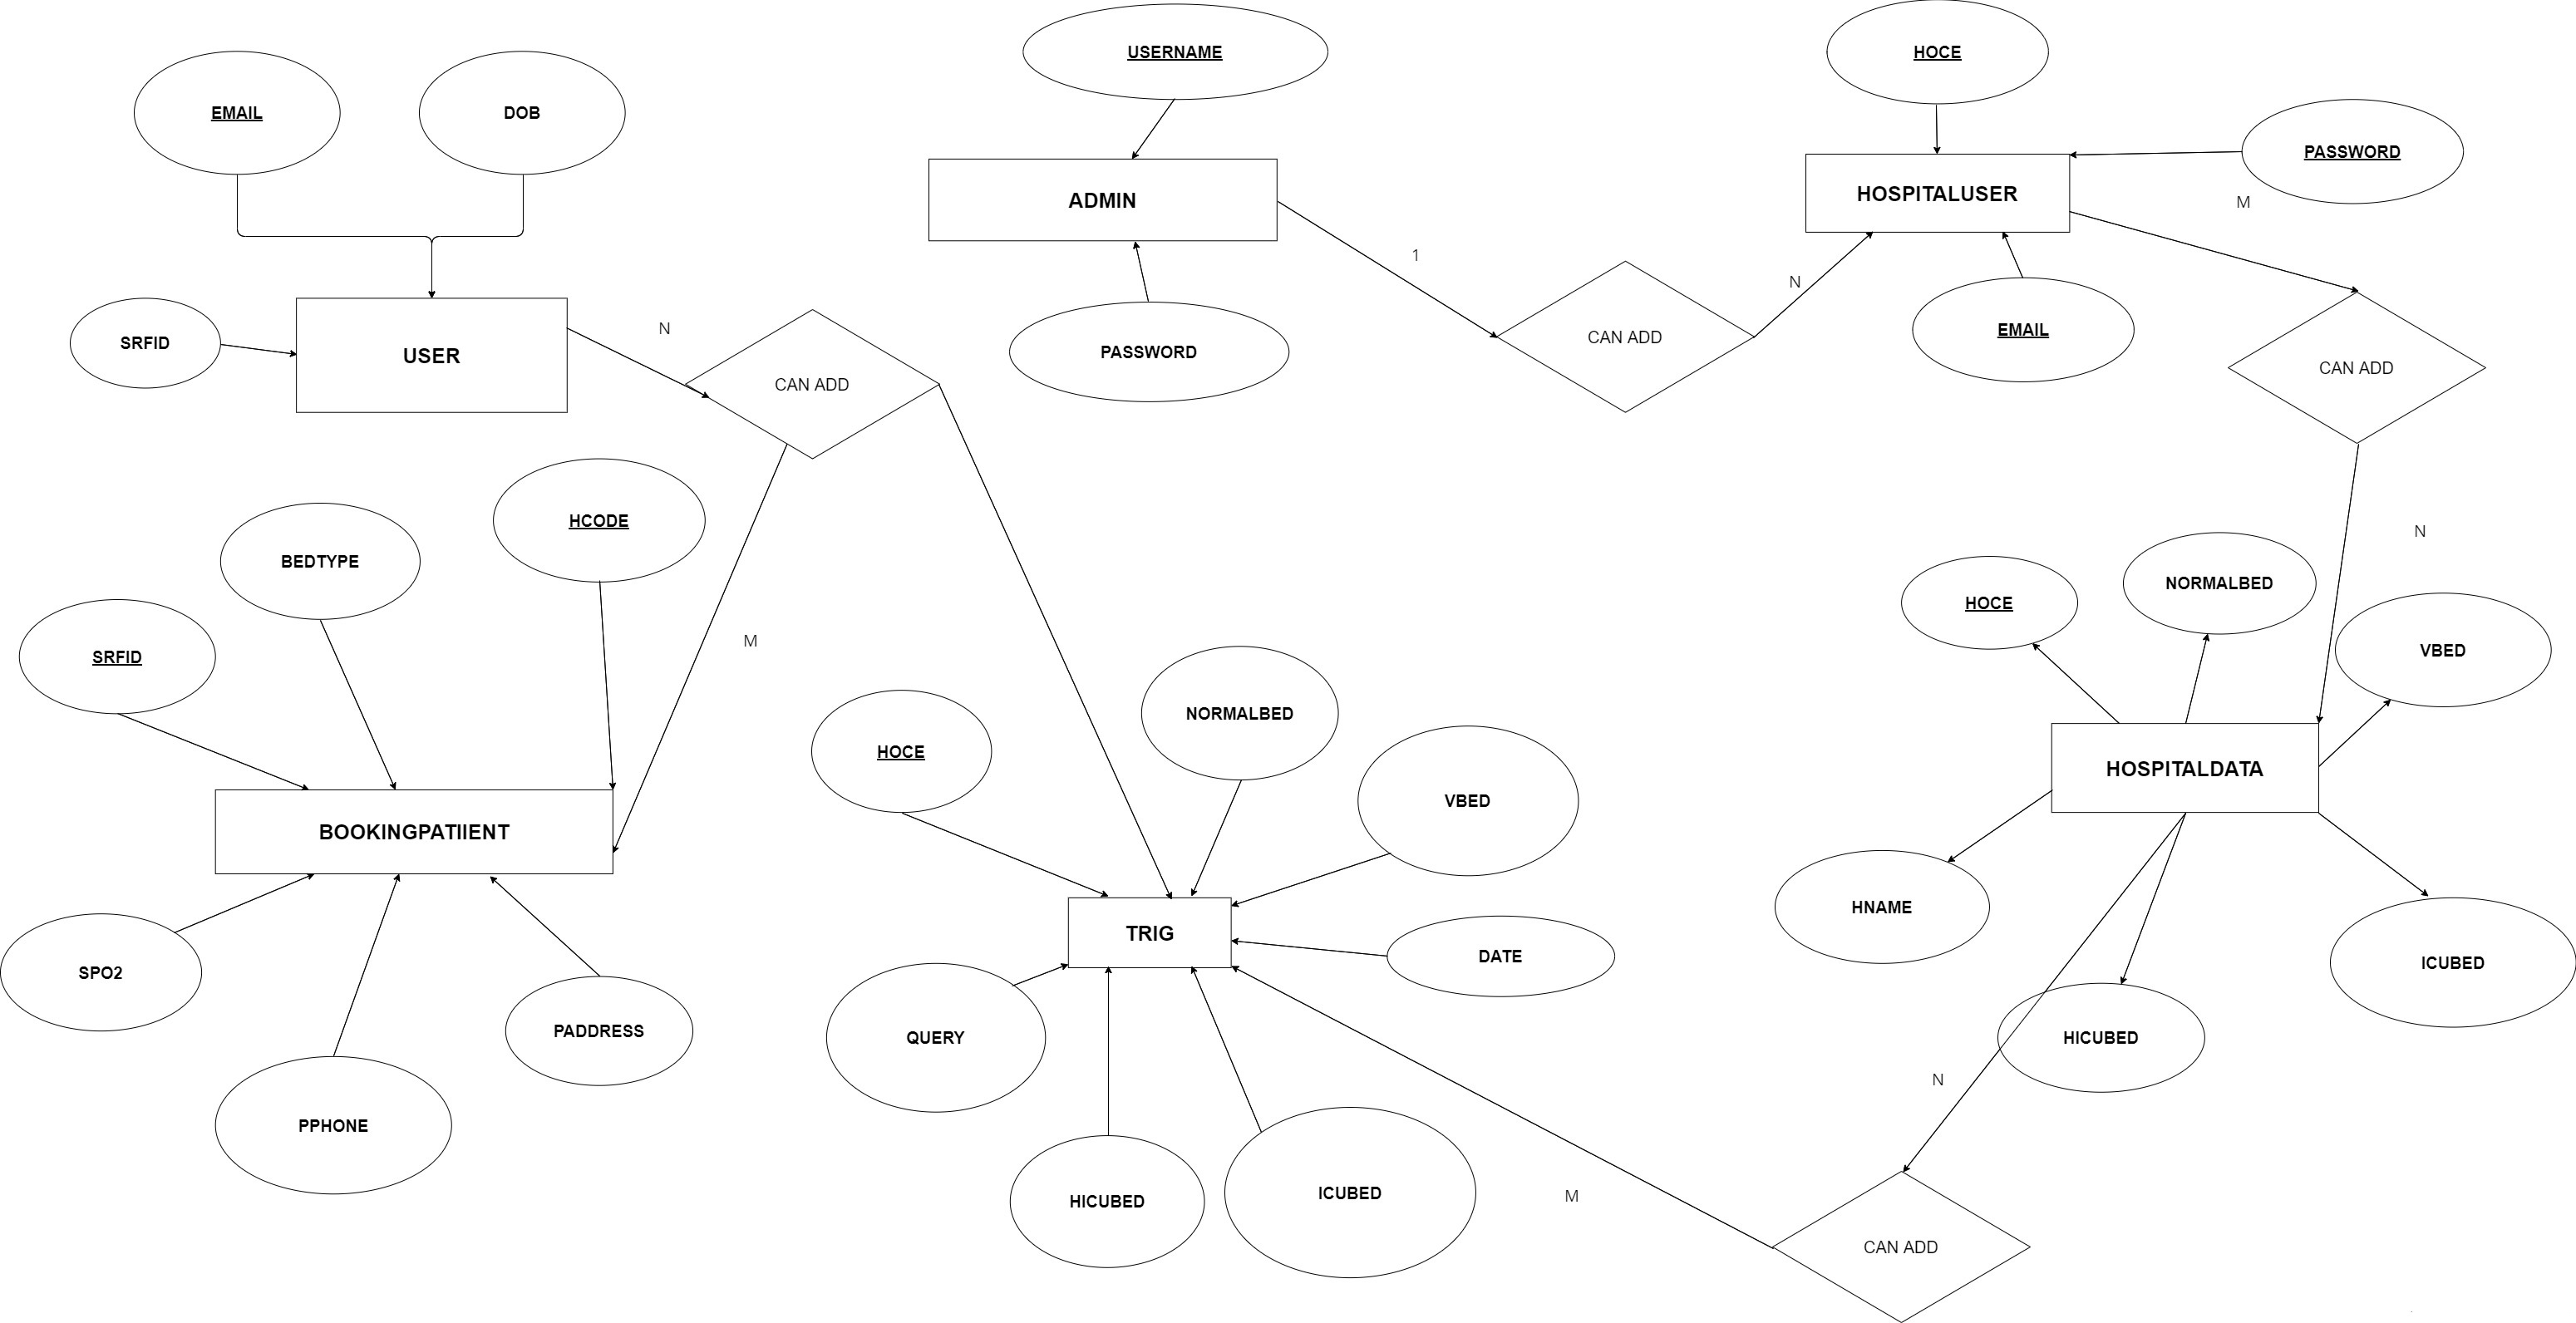 USERNAME
HOCE
EMAIL
DOB
PASSWORD
ADMIN
HOSPITALUSER
M
1
N
EMAIL
SRFID
USER
N
CAN ADD
PASSWORD
CAN ADD
CAN ADD
HCODE
BEDTYPE
N
HOCE
NORMALBED
SRFID
M
VBED
NORMALBED
HOCE
VBED
HOSPITALDATA
BOOKINGPATIIENT
HNAME
TRIG
DATE
ICUBED
SPO2
PADDRESS
QUERY
HICUBED
N
PPHONE
HICUBED
ICUBED
M
CAN ADD